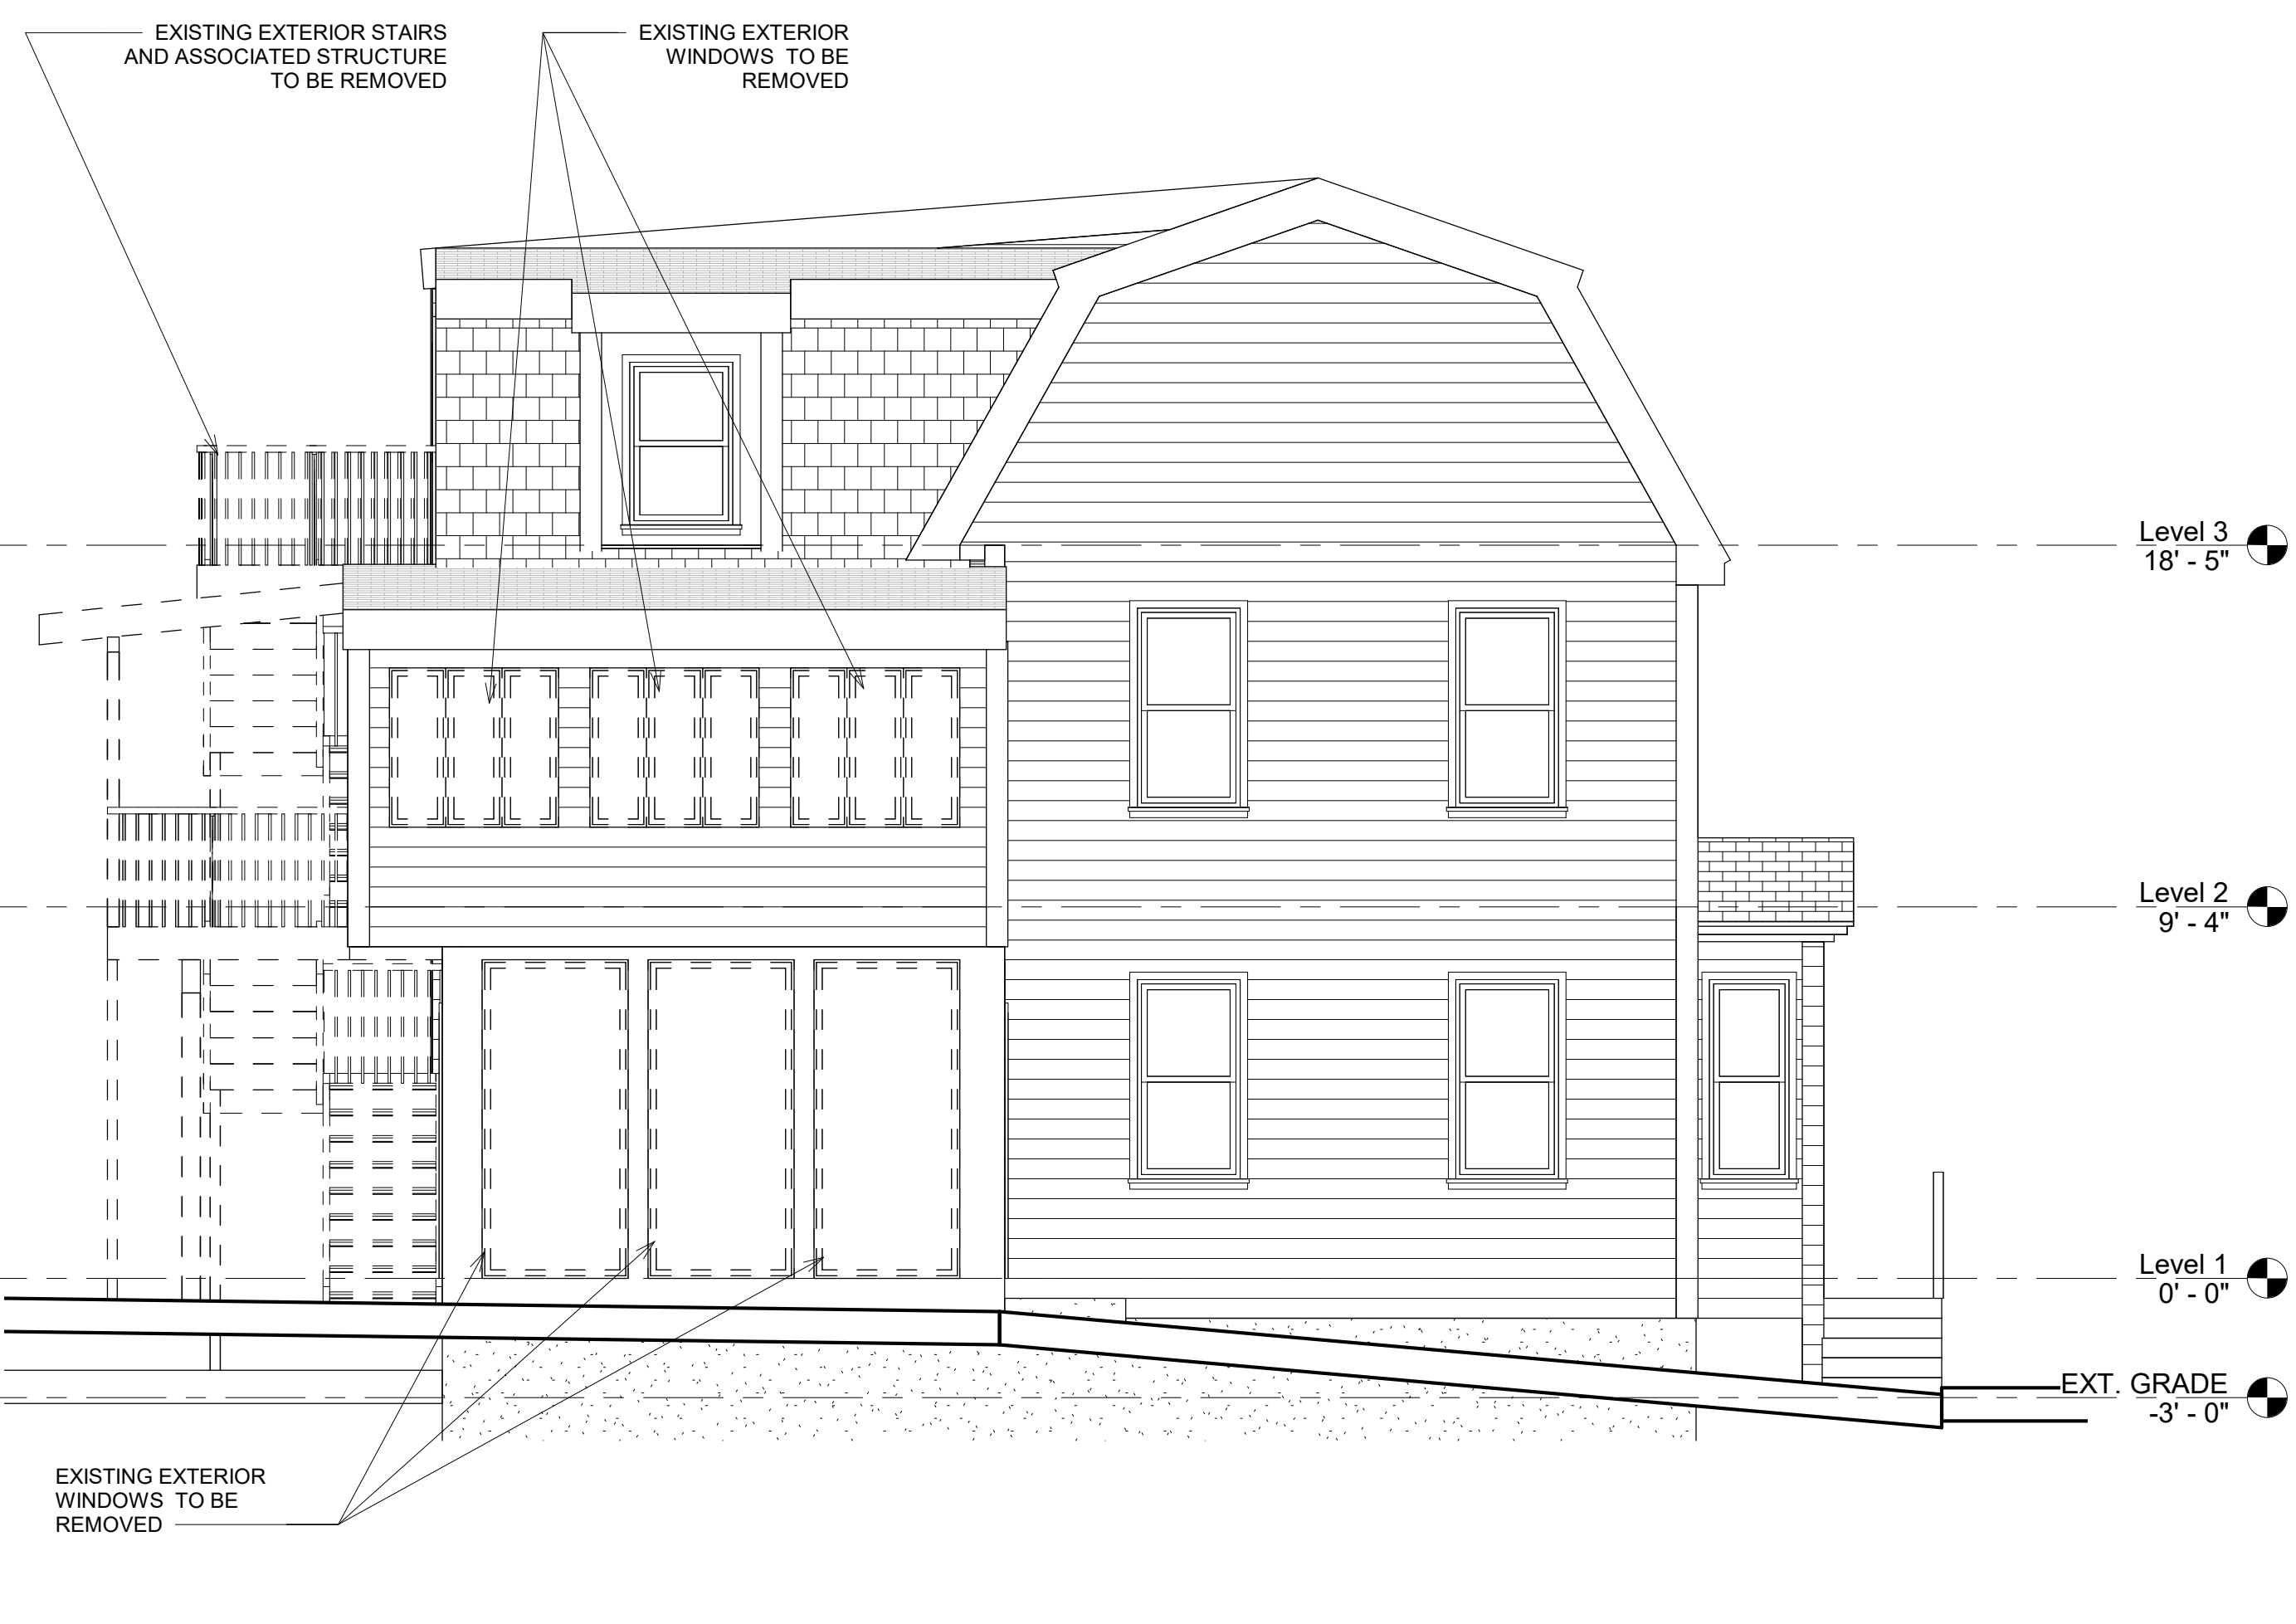 EXISTING EXTERIOR STAIRS
AND ASSOCIATED STRUCTURE
TO BE REMOVED
EXISTING EXTERIOR
WINDOWS  TO BE
REMOVED
Level 3
18' - 5"
Level 2
9' - 4"
Level 1
0' - 0"
EXT. GRADE
-3' - 0"
EXISTING EXTERIOR
WINDOWS  TO BE
REMOVED